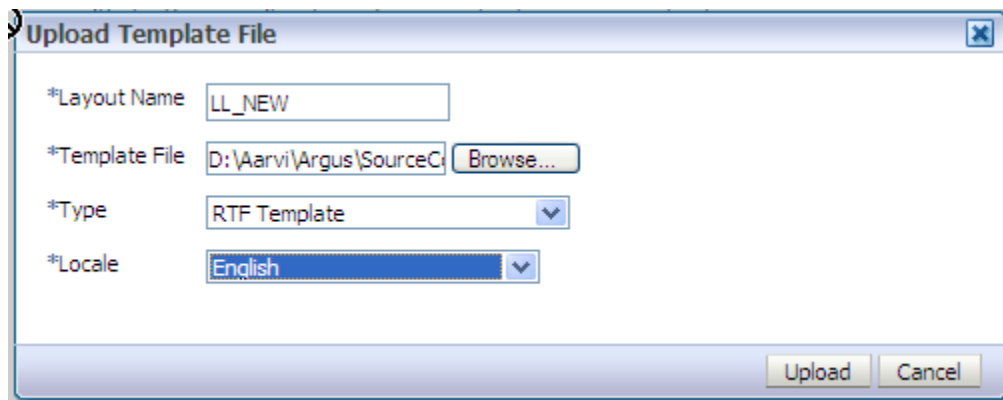 Upload Template File
*Layout Name LL_NEW
*Template File D:\Aarvi\Argus\SourceC Browse...
*Type RTF Template
*Locale English
Upload Cancel